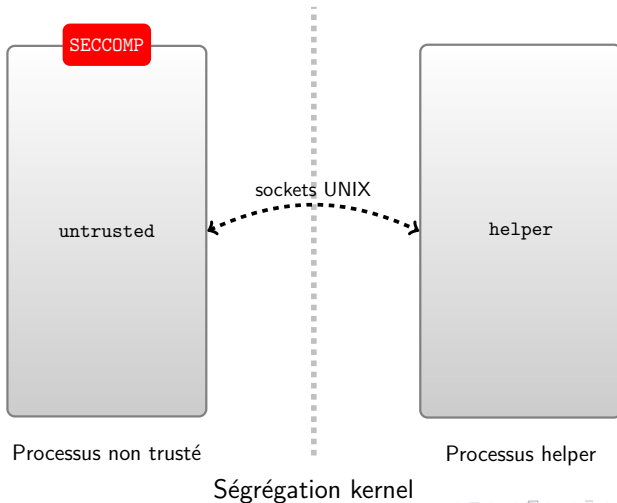 SECCOMP
sockets UNIX
untrusted
helper
Processus non trusté
Processus helper
Ségrégation kernel